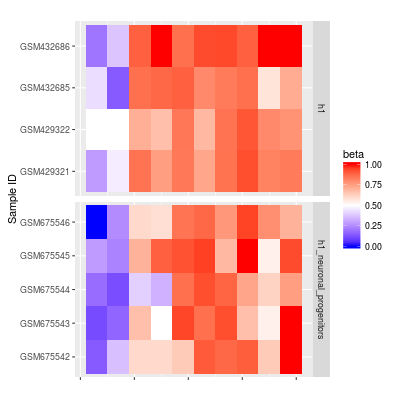 Sample ID
GSM432686
GSM432685
GSM429322
GSM429321
h1
GSM675546
GSM675545
GSM675544
GSM675543
GSM675542
h1_neuronal_progenitors
beta
1.00
0.75
0.50
0.25
0.00